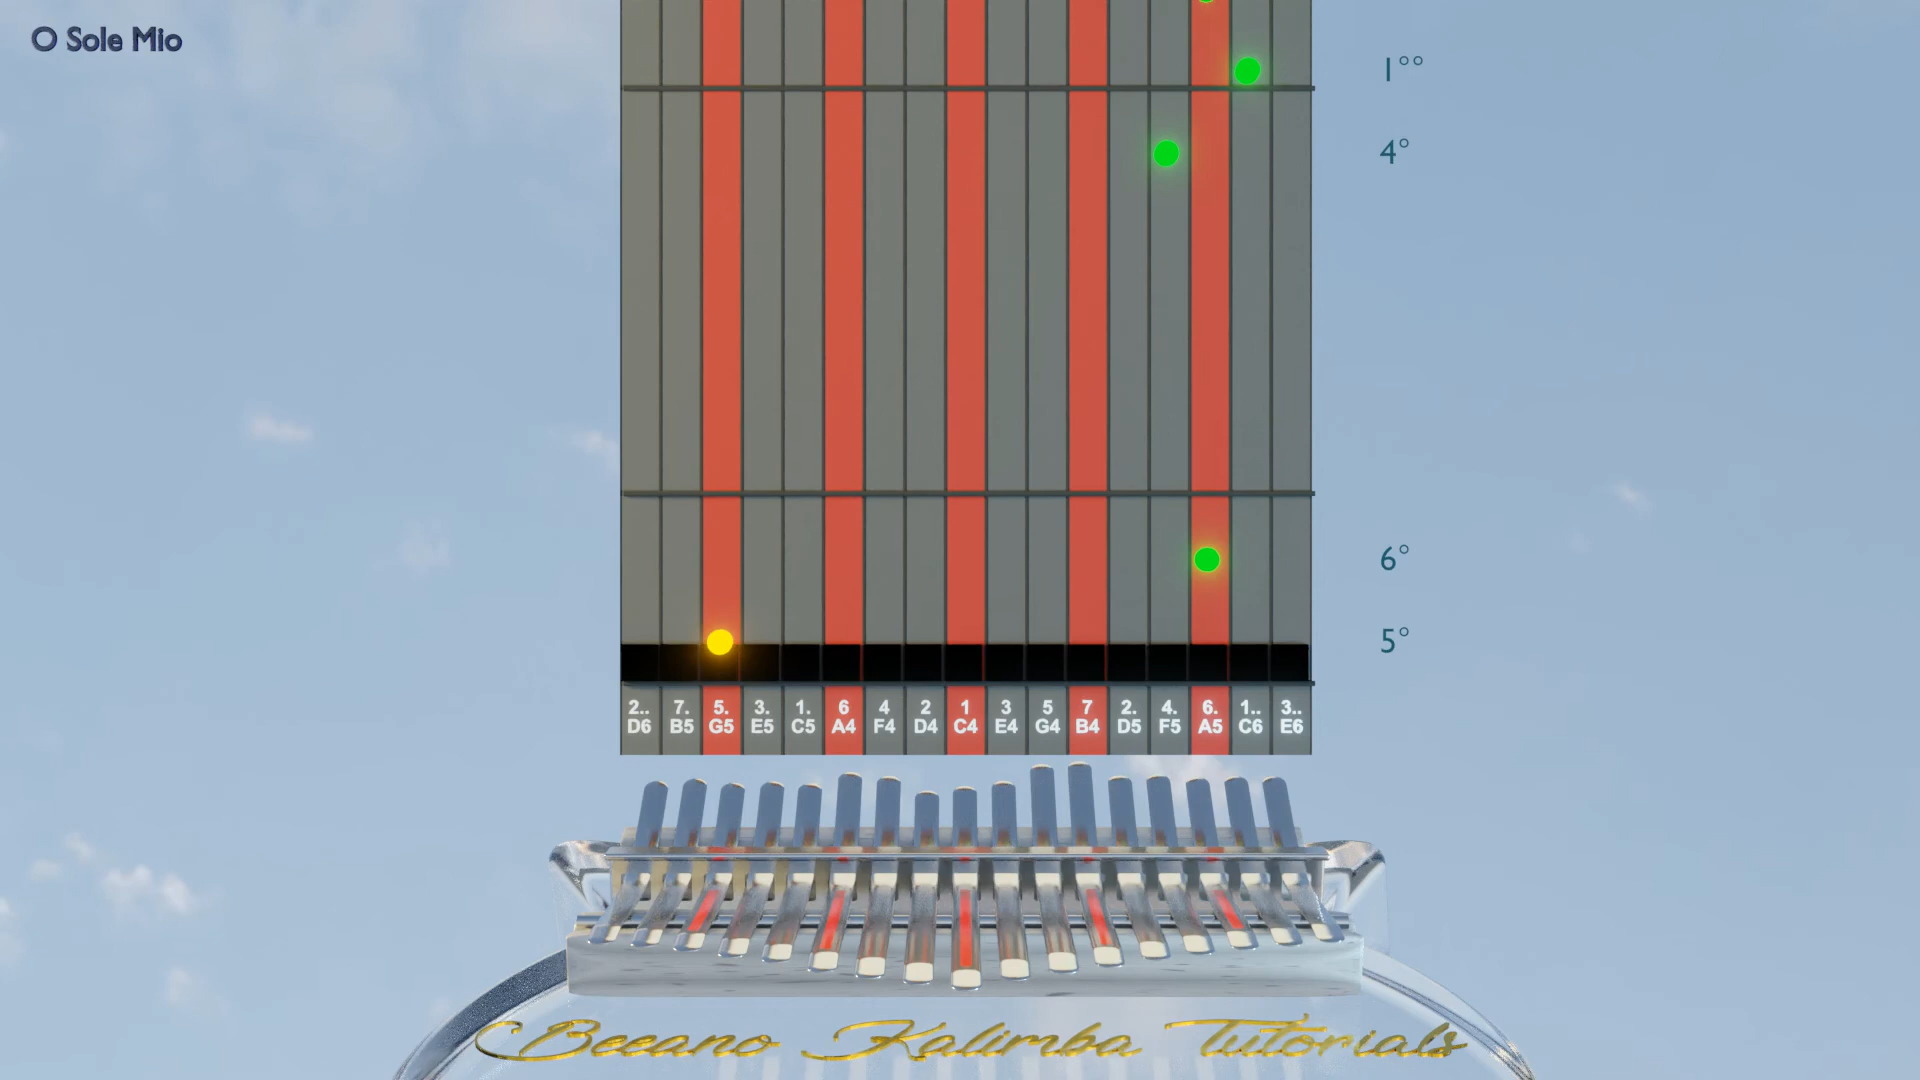 O Sole Mio
1°°
4°
6°
5°
2.. 7. 5. 3. 1. 6 4 2 1 3 5 7 2. 4. 6. 1.. 3..
D6 B5 G5 E5 C5 A4 F4 D4 C4 E4 G4 B4 D5 F5 A5 C6 E6
Beeano Kalimba Tutorials